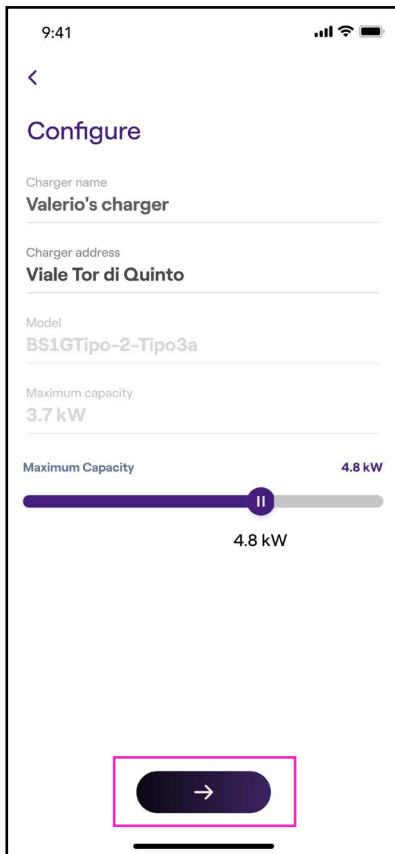 9:41
Configure
Charger name
Valerio's charger
Charger address
Viale Tor di Quinto
Model
BS1GTipo-2-Tipo3a
Maximum capacity
3.7 kW
Maximum Capacity 4.8 kW
4.8 kW